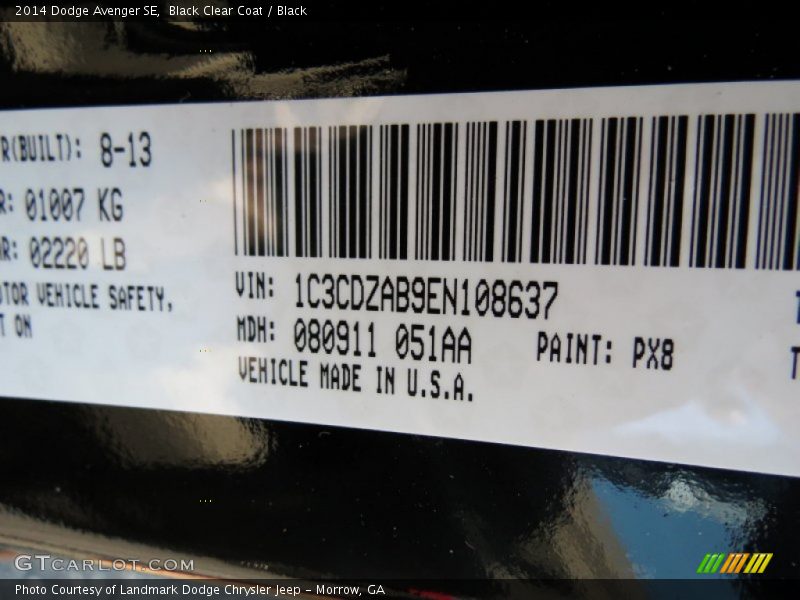 2014 Dodge Avenger SE, Black Clear Coat / Black
R(BUILT): 8-13
R: 01007 KG
R: 02220 LB
TOR VEHICLE SAFETY,
T ON
VIN: 1C3CDZAB9EN108637
MDH: 080911 051AA
PAINT: PX8
VEHICLE MADE IN U.S.A.
GTCARLOT.COM
Photo Courtesy of Landmark Dodge Chrysler Jeep – Morrow, GA